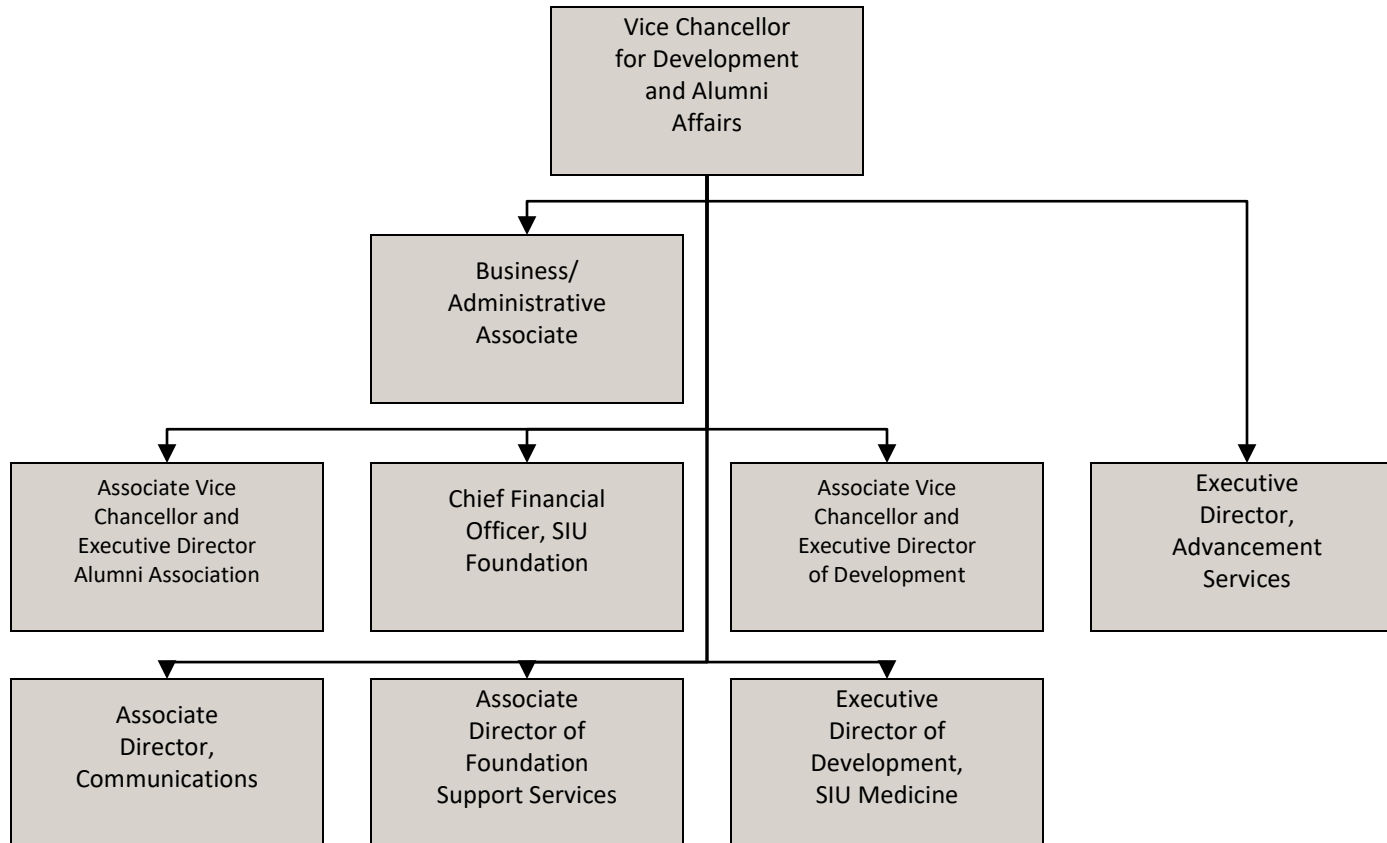 Vice Chancellor
for Development
and Alumni
Affairs
Business/
Administrative
Associate
Associate Vice
Chancellor and
Executive Director
Alumni Association
Chief Financial
Officer, SIU
Foundation
Associate Vice
Chancellor and
Executive Director
of Development
Executive
Director,
Advancement
Services
Associate
Director,
Communications
Associate
Director of
Foundation
Support Services
Executive
Director of
Development,
SIU Medicine